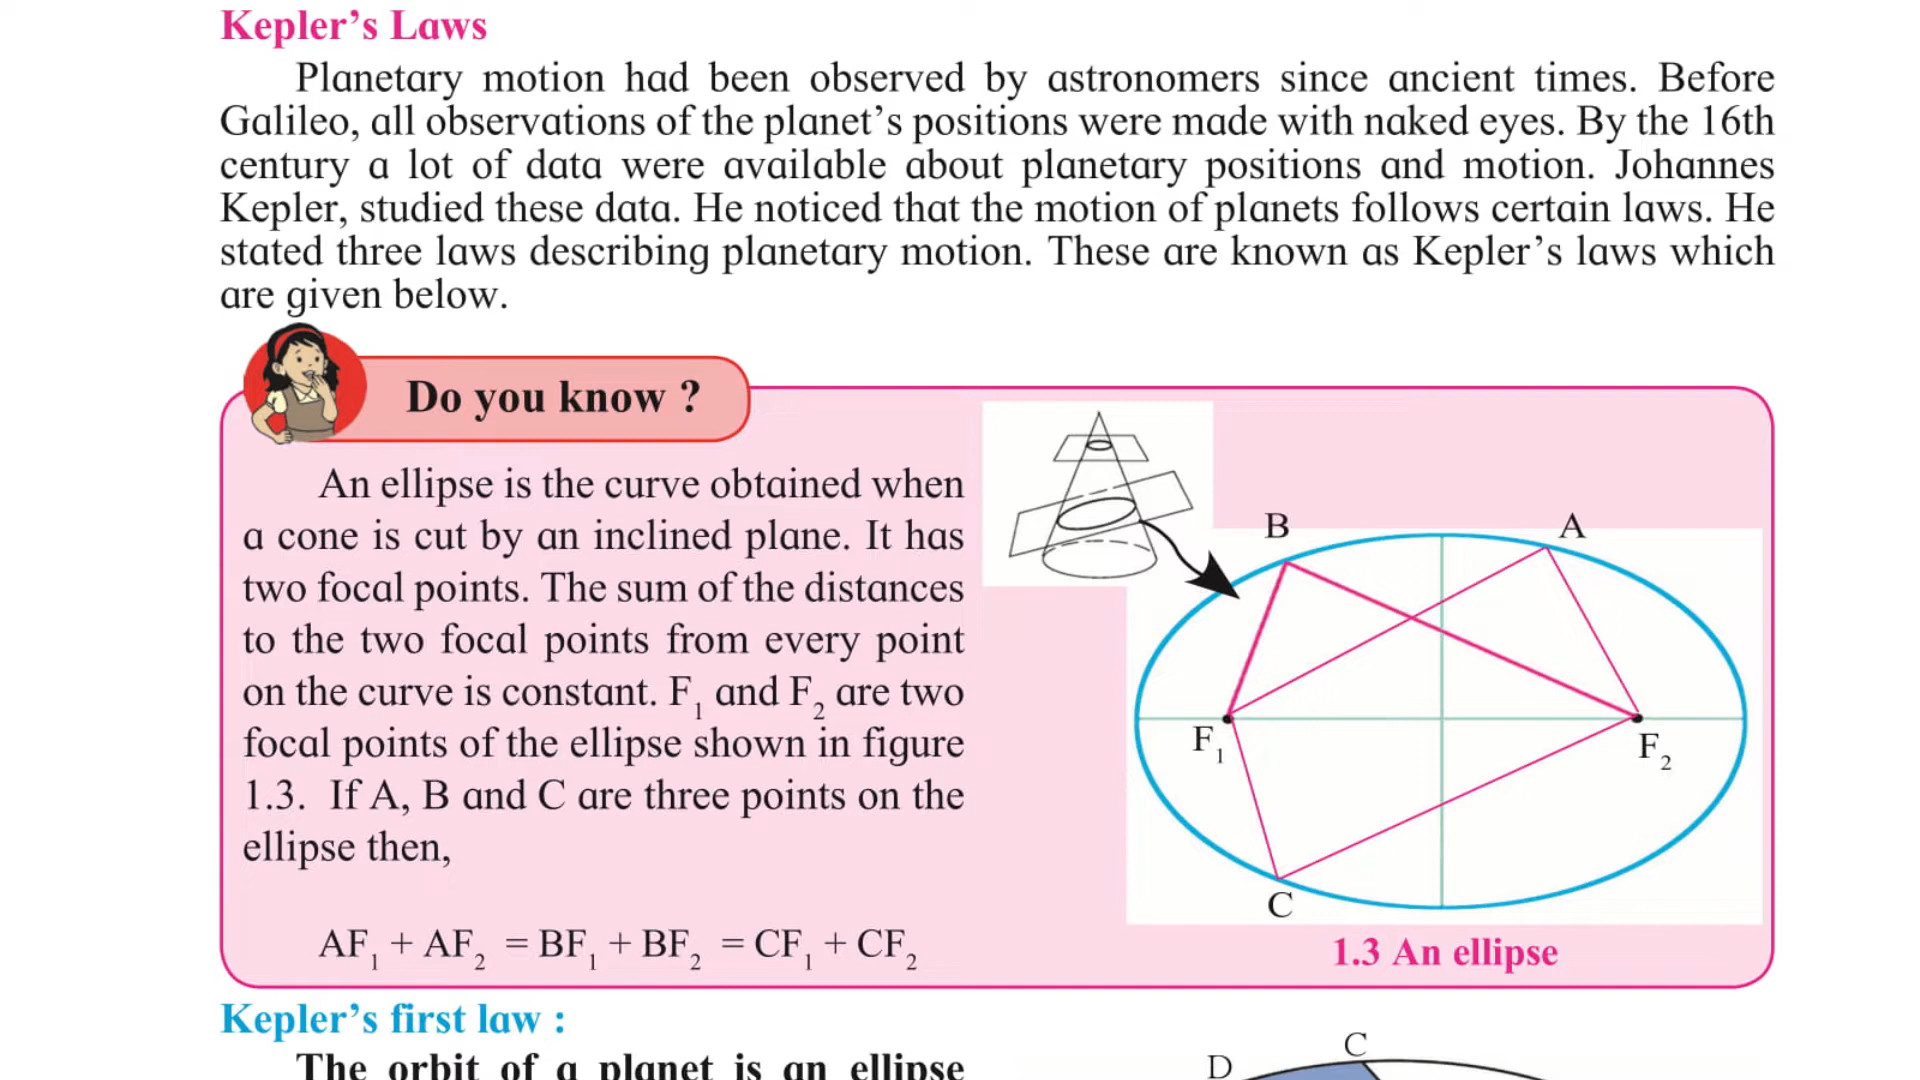 Kepler’s Laws
Planetary motion had been observed by astronomers since ancient times. Before
Galileo, all observations of the planet’s positions were made with naked eyes. By the 16th
century a lot of data were available about planetary positions and motion. Johannes
Kepler, studied these data. He noticed that the motion of planets follows certain laws. He
stated three laws describing planetary motion. These are known as Kepler’s laws which
are given below.
Do you know ?
An ellipse is the curve obtained when
a cone is cut by an inclined plane. It has
two focal points. The sum of the distances
to the two focal points from every point
on the curve is constant. F₁ and F₂ are two
focal points of the ellipse shown in figure
1.3. If A, B and C are three points on the
ellipse then,
AF₁ + AF₂ = BF₁ + BF₂ = CF₁ + CF₂
B
A
F₁
F₂
C
1.3 An ellipse
Kepler’s first law :
The orbit of a planet is an ellipse
C
D